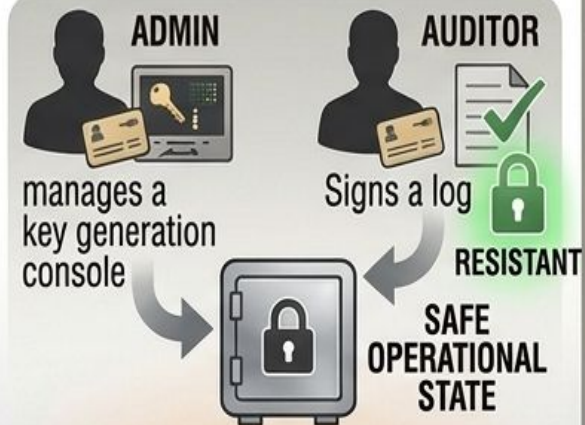 ADMIN
manages a
key generation
console
AUDITOR
Signs a log
RESISTANT
SAFE
OPERATIONAL
STATE